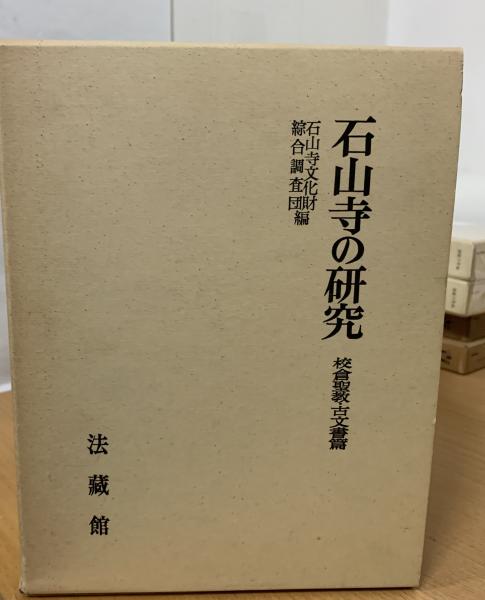 石山寺の研究
校倉聖教・古文書篇
石山寺文化財
綜合調査団編
法藏館